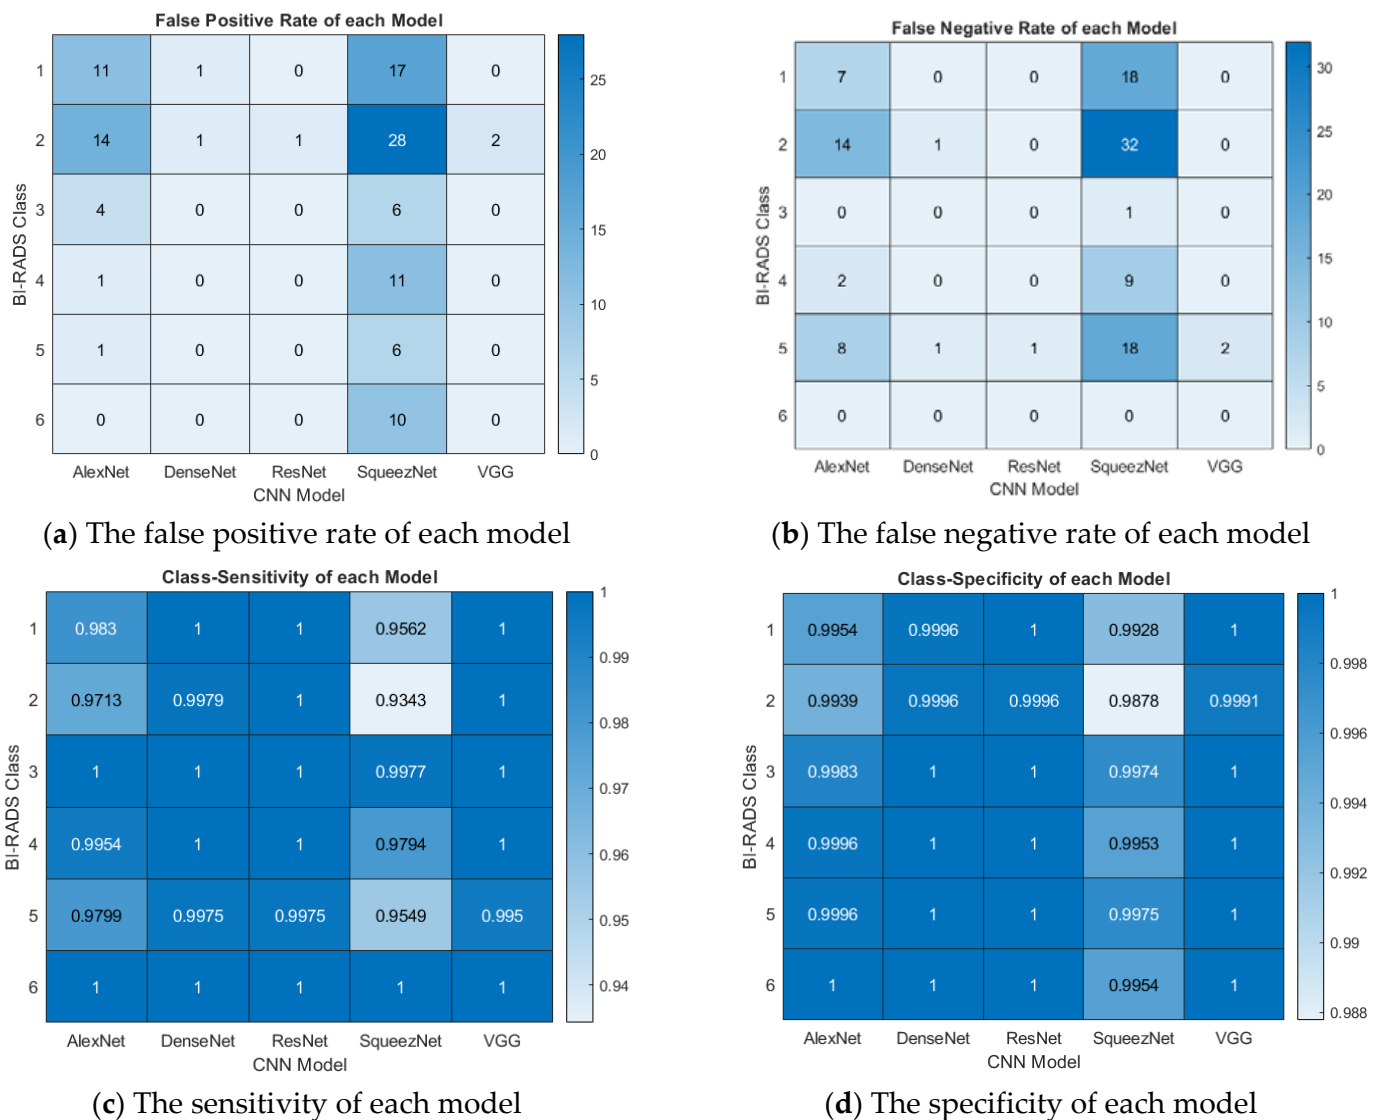 False Positive Rate of each Model
BI-RADS Class
1 11 1 0 17 0
2 14 1 1 28 2
3 4 0 0 6 0
4 1 0 0 11 0
5 1 0 0 6 0
6 0 0 0 10 0
AlexNet DenseNet ResNet SqueezNet VGG
CNN Model
25
20
15
10
5
0
(a) The false positive rate of each model
False Negative Rate of each Model
BI-RADS Class
1 7 0 0 18 0
2 14 1 0 32 0
3 0 0 0 1 0
4 2 0 0 9 0
5 8 1 1 18 2
6 0 0 0 0 0
AlexNet DenseNet ResNet SqueezNet VGG
CNN Model
30
25
20
15
10
5
0
(b) The false negative rate of each model
Class-Sensitivity of each Model
BI-RADS Class
1 0.983 1 1 0.9562 1
2 0.9713 0.9979 1 0.9343 1
3 1 1 1 0.9977 1
4 0.9954 1 1 0.9794 1
5 0.9799 0.9975 0.9975 0.9549 0.995
6 1 1 1 1 1
AlexNet DenseNet ResNet SqueezNet VGG
CNN Model
1
0.99
0.98
0.97
0.96
0.95
0.94
(c) The sensitivity of each model
Class-Specificity of each Model
BI-RADS Class
1 0.9954 0.9996 1 0.9928 1
2 0.9939 0.9996 0.9996 0.9878 0.9991
3 0.9983 1 1 0.9974 1
4 0.9996 1 1 0.9953 1
5 0.9996 1 1 0.9975 1
6 1 1 1 0.9954 1
AlexNet DenseNet ResNet SqueezNet VGG
CNN Model
1
0.998
0.996
0.994
0.992
0.99
0.988
(d) The specificity of each model